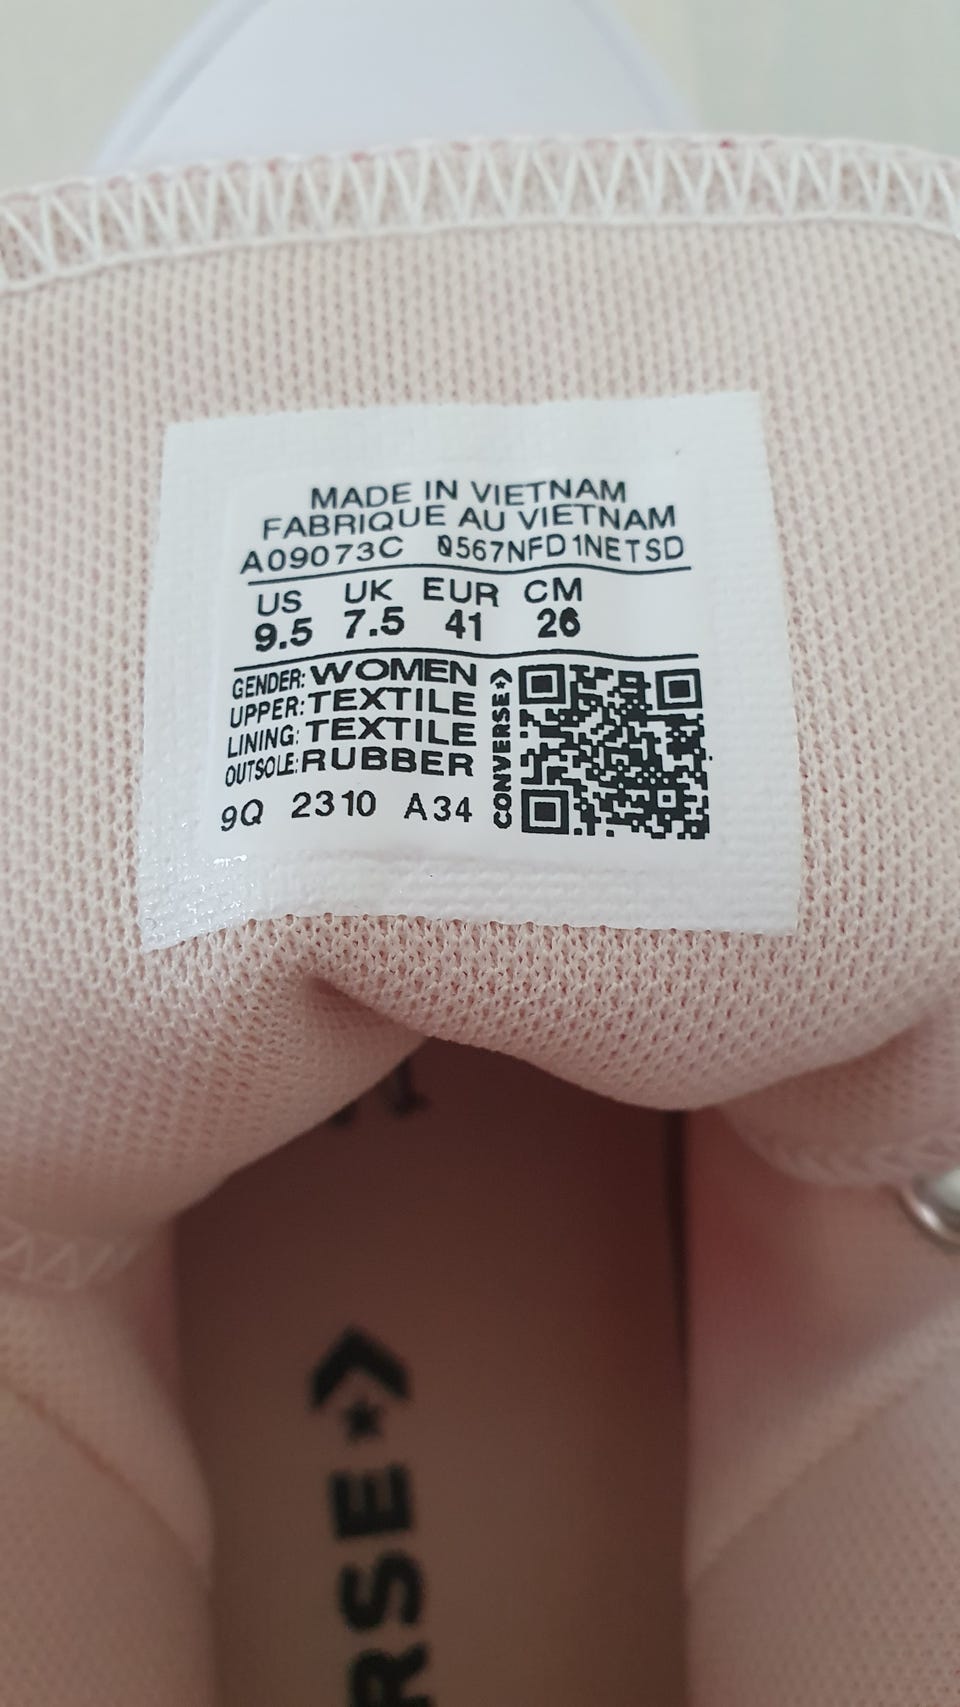 MADE IN VIETNAM
FABRIQUE AU VIETNAM
A09073C 0567NFD1NETSD
US UK EUR CM
9.5 7.5 41 26
GENDER: WOMEN
UPPER: TEXTILE
LINING: TEXTILE
OUTSOLE: RUBBER
9Q 2310 A34
CONVERSE
RSE